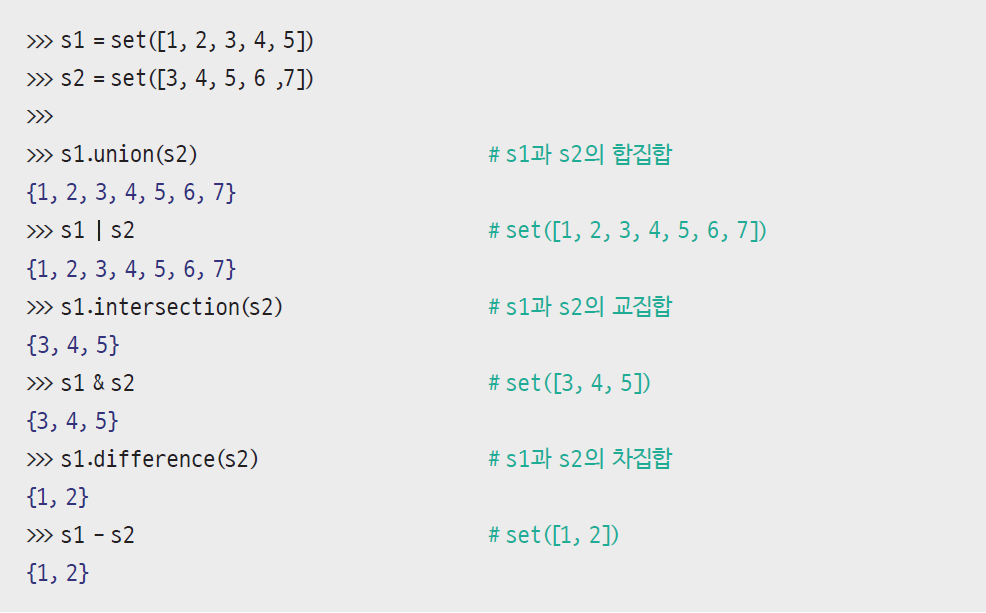 >>> s1 = set([1, 2, 3, 4, 5])
>>> s2 = set([3, 4, 5, 6 ,7])
>>>
>>> s1.union(s2) # s1과 s2의 합집합
{1, 2, 3, 4, 5, 6, 7}
>>> s1 | s2 # set([1, 2, 3, 4, 5, 6, 7])
{1, 2, 3, 4, 5, 6, 7}
>>> s1.intersection(s2) # s1과 s2의 교집합
{3, 4, 5}
>>> s1 & s2 # set([3, 4, 5])
{3, 4, 5}
>>> s1.difference(s2) # s1과 s2의 차집합
{1, 2}
>>> s1 - s2 # set([1, 2])
{1, 2}